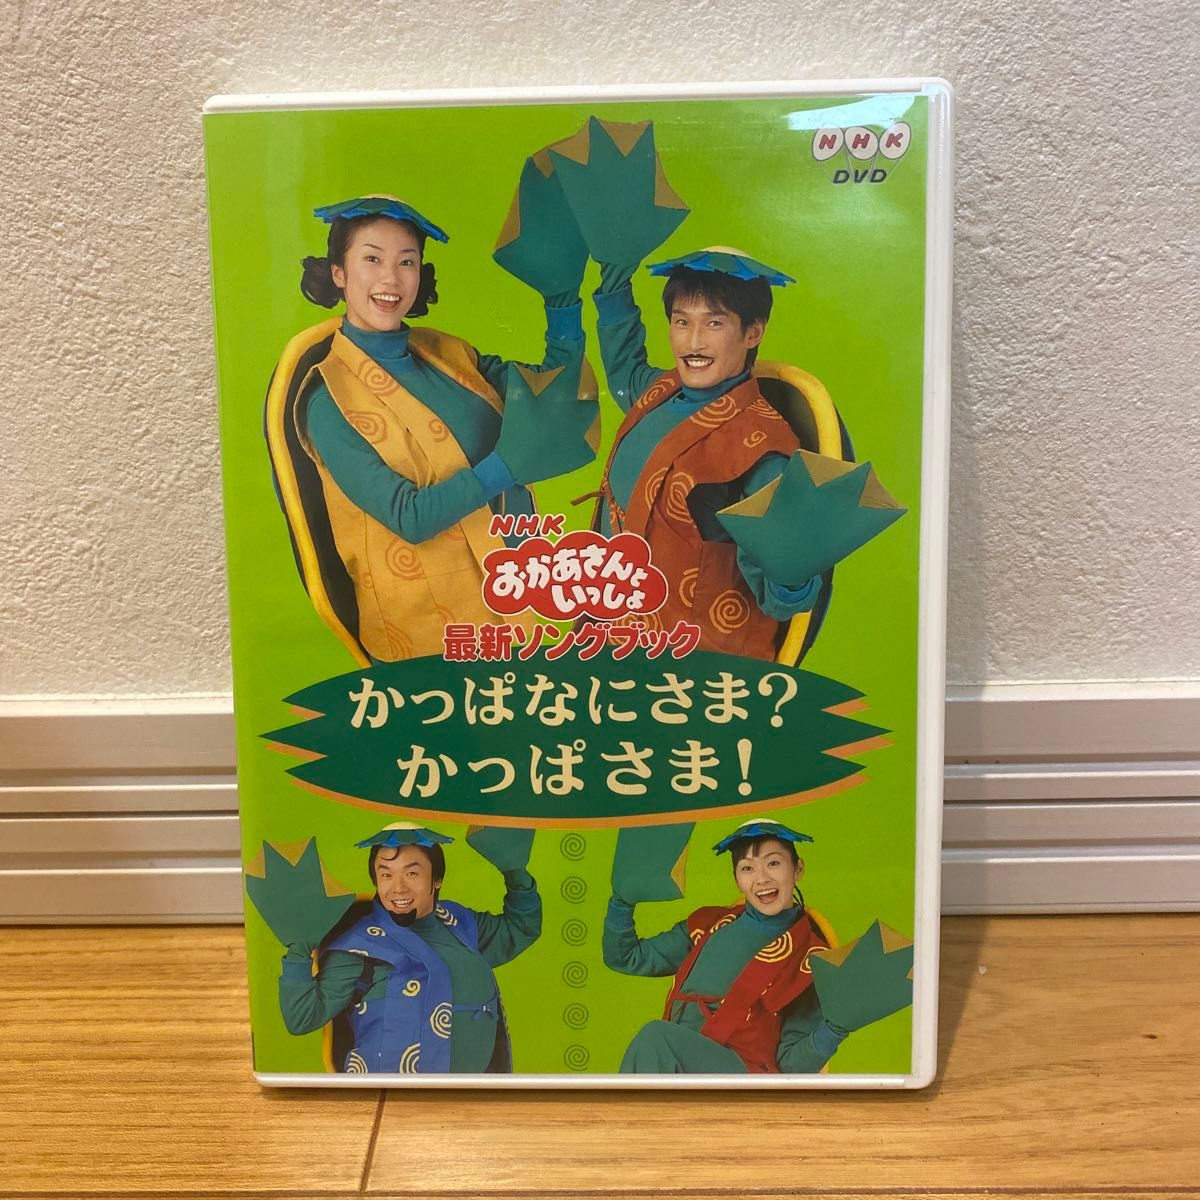 NHK
DVD
NHK
おかあさんと
いっしょ
最新ソングブック
かっぱなにさま?
かっぱさま!